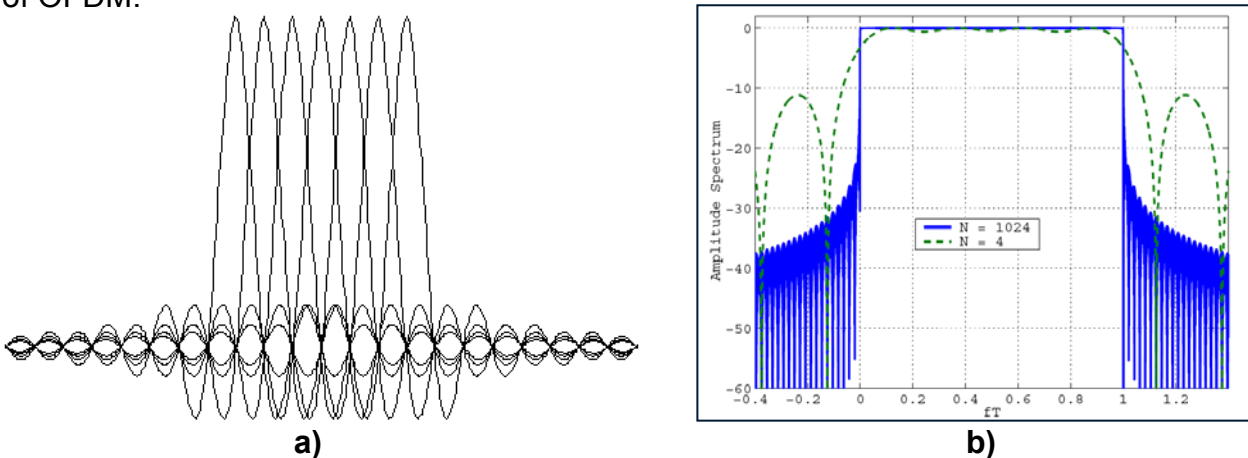 of OFDM.
0
-10
-20
-30
-40
-50
-60
Amplitude Spectrum
N = 1024
N = 4
-0.4 -0.2 0 0.2 0.4 0.6 0.8 1 1.2
fT
a) b)